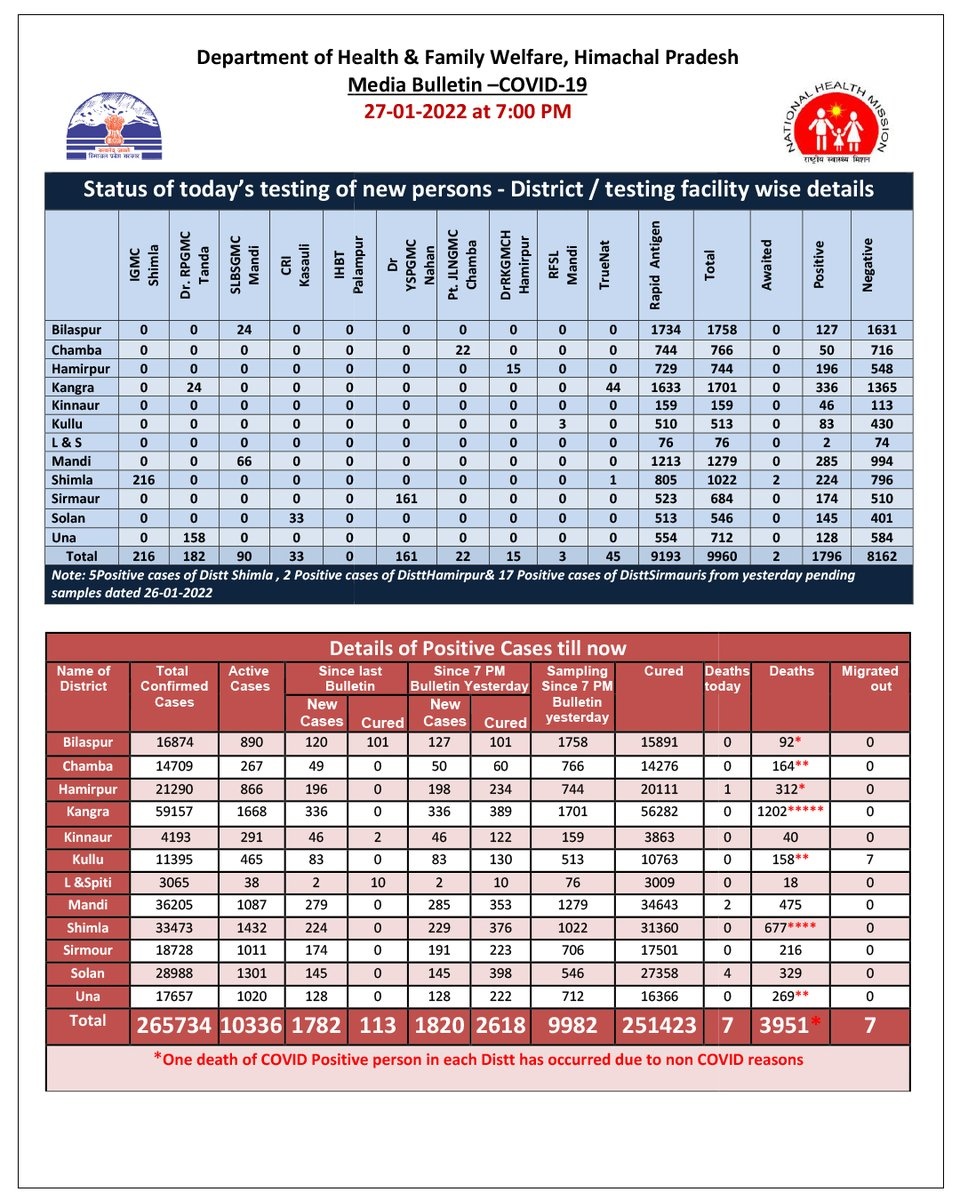 Department of Health & Family Welfare, Himachal Pradesh
Media Bulletin –COVID-19
27-01-2022 at 7:00 PM
हिमाचल प्रदेश सरकार
NATIONAL HEALTH MISSION
राष्ट्रीय स्वास्थ्य मिशन
Status of today's testing of new persons - District / testing facility wise details
IGMC Shimla Dr. RPGMC Tanda SLBSGMC Mandi CRI Kasauli IHBT Palampur Dr YSPGMC Nahan Pt. JLNGMC Chamba DrRKGMCH Hamirpur RFSL Mandi TrueNat Rapid Antigen Total Awaited Positive Negative
Bilaspur 0 0 24 0 0 0 0 0 0 0 1734 1758 0 127 1631
Chamba 0 0 0 0 0 0 22 0 0 0 744 766 0 50 716
Hamirpur 0 0 0 0 0 0 0 15 0 0 729 744 0 196 548
Kangra 0 24 0 0 0 0 0 0 0 44 1633 1701 0 336 1365
Kinnaur 0 0 0 0 0 0 0 0 0 0 159 159 0 46 113
Kullu 0 0 0 0 0 0 0 0 3 0 510 513 0 83 430
L & S 0 0 0 0 0 0 0 0 0 0 76 76 0 2 74
Mandi 0 0 66 0 0 0 0 0 0 0 1213 1279 0 285 994
Shimla 216 0 0 0 0 0 0 0 0 1 805 1022 2 224 796
Sirmaur 0 0 0 0 0 161 0 0 0 0 523 684 0 174 510
Solan 0 0 0 33 0 0 0 0 0 0 513 546 0 145 401
Una 0 158 0 0 0 0 0 0 0 0 554 712 0 128 584
Total 216 182 90 33 0 161 22 15 3 45 9193 9960 2 1796 8162
Note: 5Positive cases of Distt Shimla , 2 Positive cases of DisttHamirpur& 17 Positive cases of DisttSirmauris from yesterday pending
samples dated 26-01-2022
Details of Positive Cases till now
Name of District Total Confirmed Cases Active Cases Since last Bulletin Since 7 PM Bulletin Yesterday Sampling Since 7 PM Bulletin yesterday Cured Deaths today Deaths Migrated out
New Cases Cured New Cases Cured
Bilaspur 16874 890 120 101 127 101 1758 15891 0 92* 0
Chamba 14709 267 49 0 50 60 766 14276 0 164** 0
Hamirpur 21290 866 196 0 198 234 744 20111 1 312* 0
Kangra 59157 1668 336 0 336 389 1701 56282 0 1202***** 0
Kinnaur 4193 291 46 2 46 122 159 3863 0 40 0
Kullu 11395 465 83 0 83 130 513 10763 0 158** 7
L &Spiti 3065 38 2 10 2 10 76 3009 0 18 0
Mandi 36205 1087 279 0 285 353 1279 34643 2 475 0
Shimla 33473 1432 224 0 229 376 1022 31360 0 677**** 0
Sirmour 18728 1011 174 0 191 223 706 17501 0 216 0
Solan 28988 1301 145 0 145 398 546 27358 4 329 0
Una 17657 1020 128 0 128 222 712 16366 0 269** 0
Total 265734 10336 1782 113 1820 2618 9982 251423 7 3951* 7
*One death of COVID Positive person in each Distt has occurred due to non COVID reasons